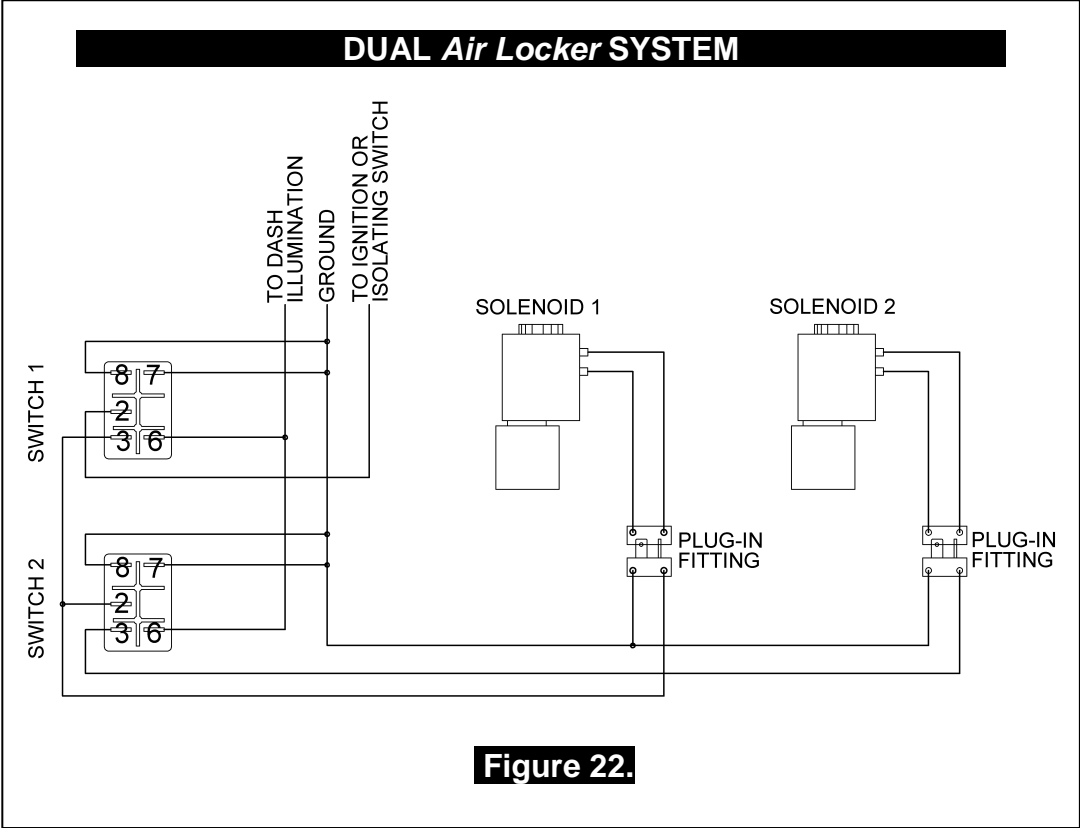 DUAL Air Locker SYSTEM
TO DASH
ILLUMINATION
GROUND
TO IGNITION OR
ISOLATING SWITCH
SOLENOID 1
SOLENOID 2
SWITCH 1
8 7
2
3 6
SWITCH 2
8 7
2
3 6
PLUG-IN
FITTING
PLUG-IN
FITTING
Figure 22.